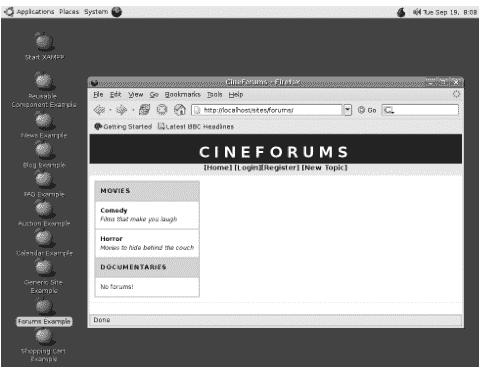 Applications Places System
Tue Sep 19, 8:08
Start XAMPP
Reusable
Component Example
News Example
Blog Example
FAQ Example
Auction Example
Calendar Example
Generic Site
Example
Forums Example
Shopping Cart
Example
CineForums - Firefox
File Edit View Go Bookmarks Tools Help
http://localhost/sites/forums/
Go
Getting Started Latest BBC Headlines
CINEFORUMS
[Home] [Login][Register] [New Topic]
MOVIES
Comedy
Films that make you laugh
Horror
Movies to hide behind the couch
DOCUMENTARIES
No forums!
Done